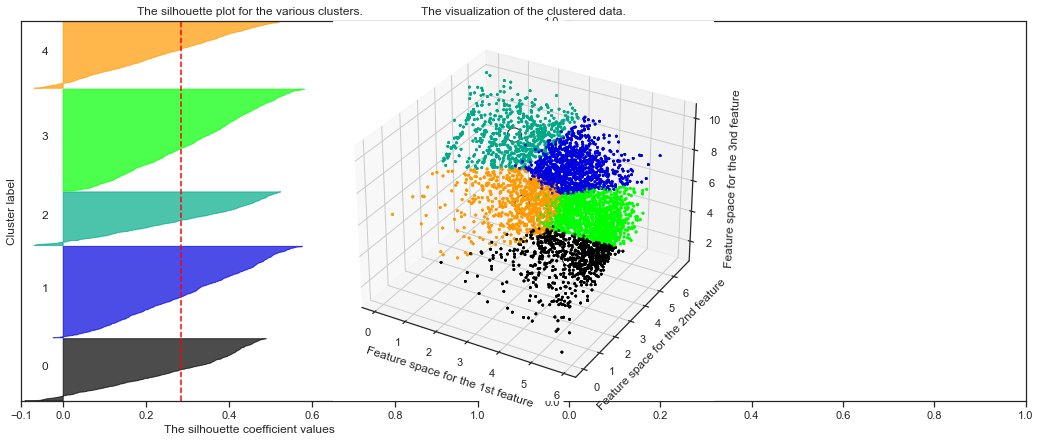 The silhouette plot for the various clusters.
The visualization of the clustered data.
4
3
2
1
0
Cluster label
−0.1 0.0 0.2 0.4 0.6
The silhouette coefficient values
10
8
6
4
2
Feature space for the 3nd feature
0 1 2 3 4 5 6
Feature space for the 1st feature
0 1 2 3 4 5 6
Feature space for the 2nd feature
1.0 0.0 0.2 0.4 0.6 0.8 1.0